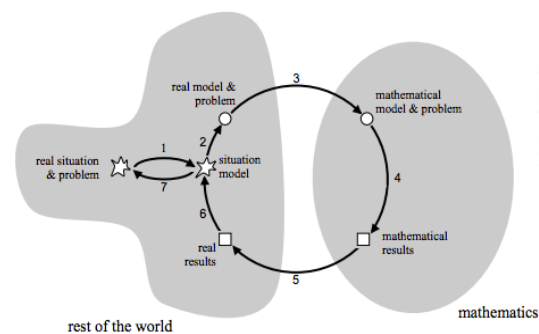 3
real model &
problem
mathematical
model & problem
1
2
real situation
& problem
situation
model
4
7
6
real
results
mathematical
results
5
rest of the world
mathematics